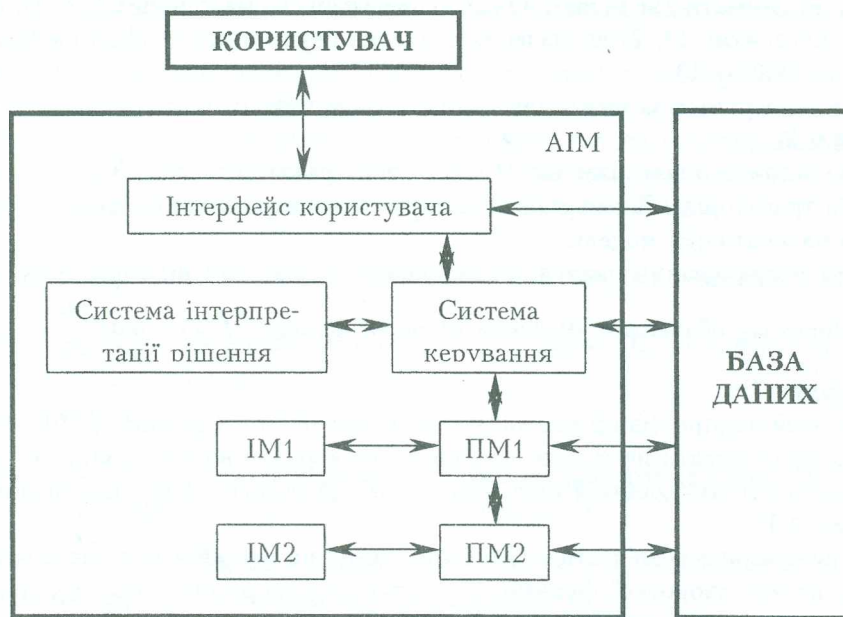 КОРИСТУВАЧ
АІМ
Інтерфейс користувача
Система інтерпре-
тації рішення
Система
керування
БАЗА
ДАНИХ
ІМ1
ПМ1
ІМ2
ПМ2